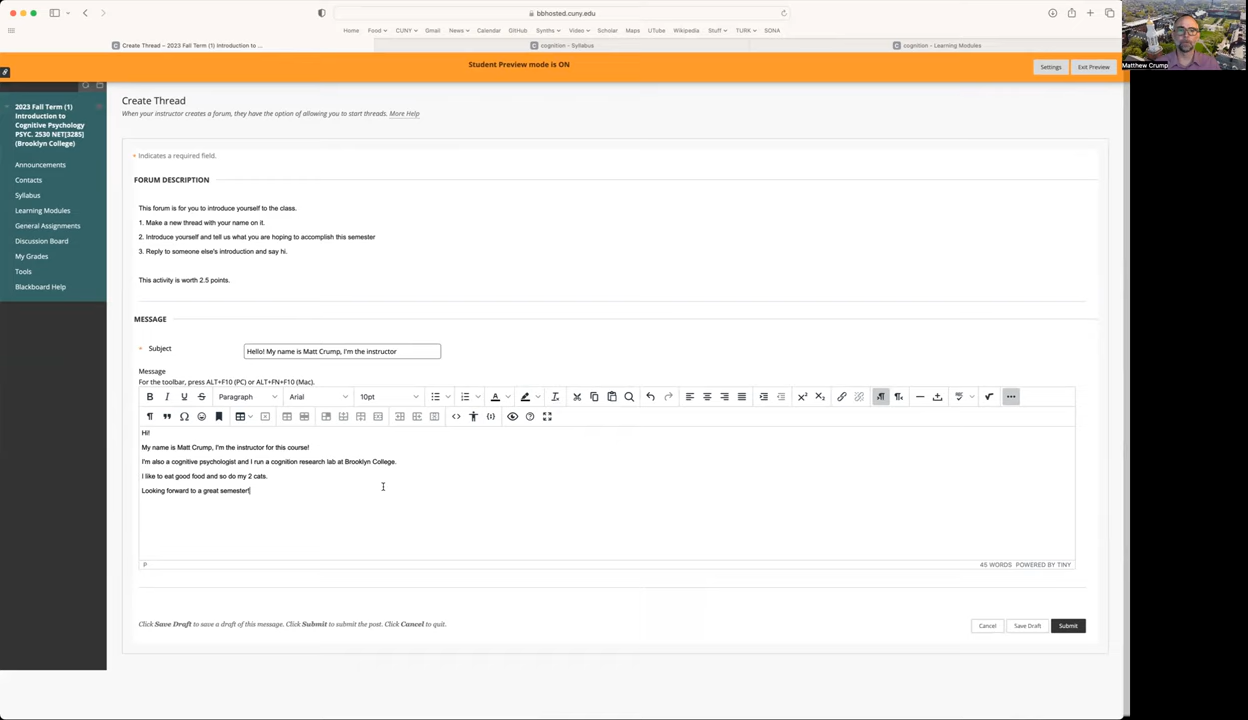 bbhosted.cuny.edu
Home Food CUNY Gmail News Calendar GitHub Synths Video Scholar Maps UTube Wikipedia Stuff TURK SONA
Create Thread – 2023 Fall Term (1) Introduction to ...
cognition - Syllabus
cognition - Learning Modules
Matthew Crump
Student Preview mode is ON
Settings
Exit Preview
2023 Fall Term (1)
Introduction to
Cognitive Psychology
PSYC. 2530 NET[3285]
(Brooklyn College)
Announcements
Contacts
Syllabus
Learning Modules
General Assignments
Discussion Board
My Grades
Tools
Blackboard Help
Create Thread
When your instructor creates a forum, they have the option of allowing you to start threads. More Help
* Indicates a required field.
FORUM DESCRIPTION
This forum is for you to introduce yourself to the class.
1. Make a new thread with your name on it.
2. Introduce yourself and tell us what you are hoping to accomplish this semester
3. Reply to someone else's introduction and say hi.
This activity is worth 2.5 points.
MESSAGE
* Subject
Hello! My name is Matt Crump, I'm the instructor
Message
For the toolbar, press ALT+F10 (PC) or ALT+FN+F10 (Mac).
B I U S Paragraph Arial 10pt
Hi!
My name is Matt Crump, I'm the instructor for this course!
I'm also a cognitive psychologist and I run a cognition research lab at Brooklyn College.
I like to eat good food and so do my 2 cats.
Looking forward to a great semester!
P
45 WORDS POWERED BY TINY
Click Save Draft to save a draft of this message. Click Submit to submit the post. Click Cancel to quit.
Cancel
Save Draft
Submit